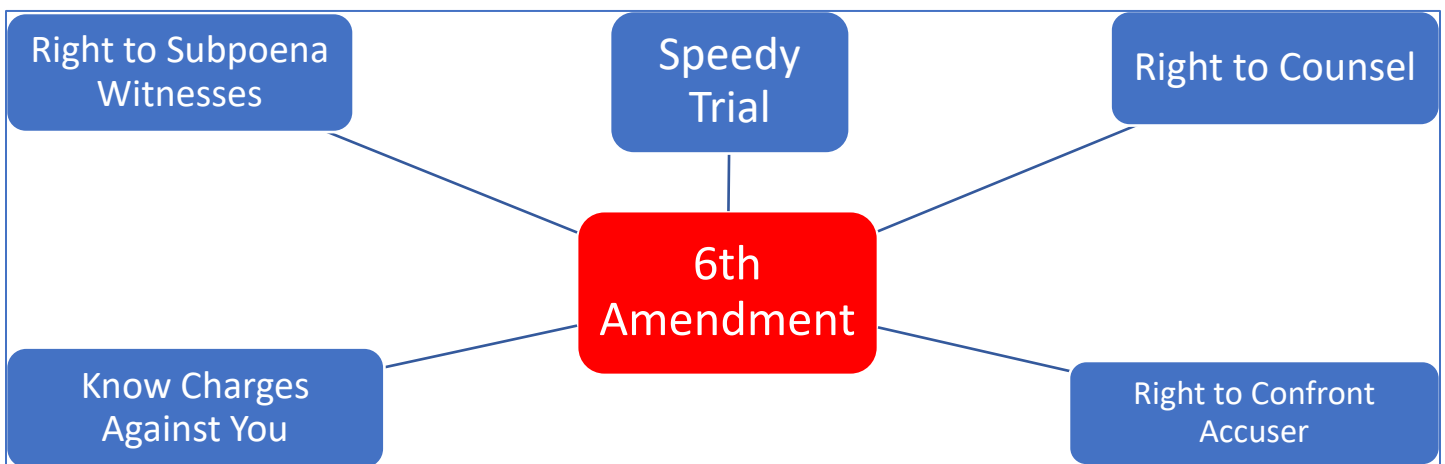 Right to Subpoena
Witnesses
Speedy
Trial
Right to Counsel
6th
Amendment
Know Charges
Against You
Right to Confront
Accuser